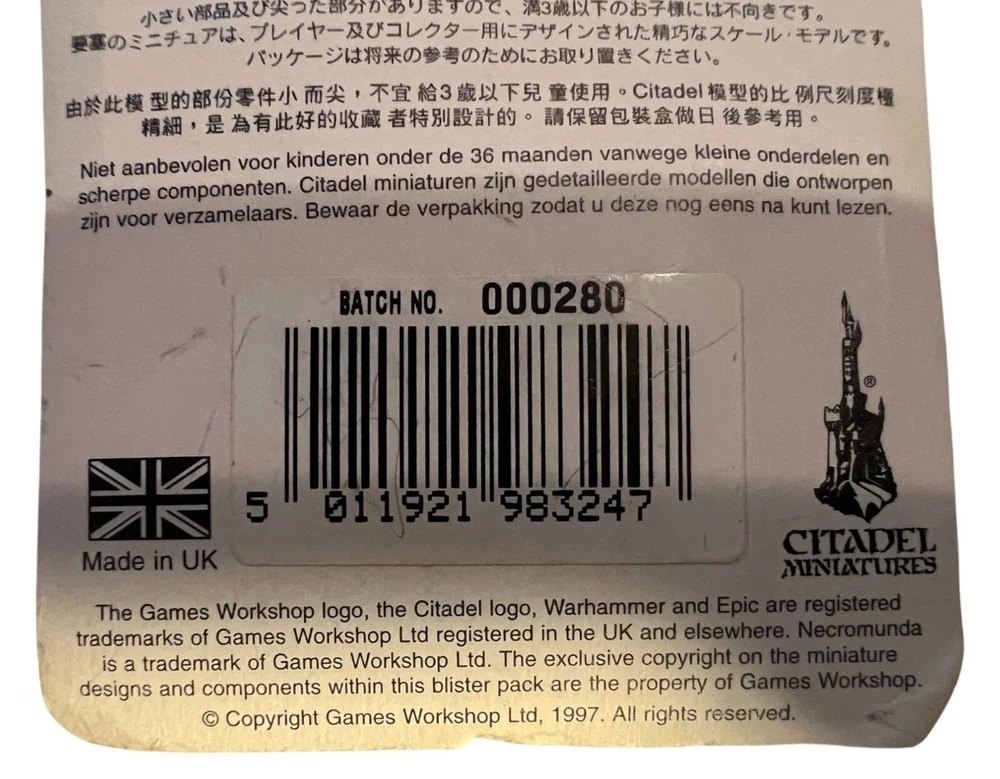 小さい部品及び尖った部分がありますので、満3歳以下のお子様には不向きです。
要塞のミニチュアは、プレイヤー及びコレクター用にデザインされた精巧なスケール・モデルです。
パッケージは将来の参考のためにお取り置きください。
由於此模 型的部份零件小 而尖，不宜 給3 歲以下兒 童使用。Citadel 模型的比 例尺刻度極
精細，是 為有此好的收藏 者特別設計的。 請保留包裝盒做日 後參考用。
Niet aanbevolen voor kinderen onder de 36 maanden vanwege kleine onderdelen en
scherpe componenten. Citadel miniaturen zijn gedetailleerde modellen die ontworpen
zijn voor verzamelaars. Bewaar de verpakking zodat u deze nog eens na kunt lezen.
BATCH NO. 000280
5 011921 983247
Made in UK
®
CITADEL
MINIATURES
The Games Workshop logo, the Citadel logo, Warhammer and Epic are registered
trademarks of Games Workshop Ltd registered in the UK and elsewhere. Necromunda
is a trademark of Games Workshop Ltd. The exclusive copyright on the miniature
designs and components within this blister pack are the property of Games Workshop.
© Copyright Games Workshop Ltd, 1997. All rights reserved.